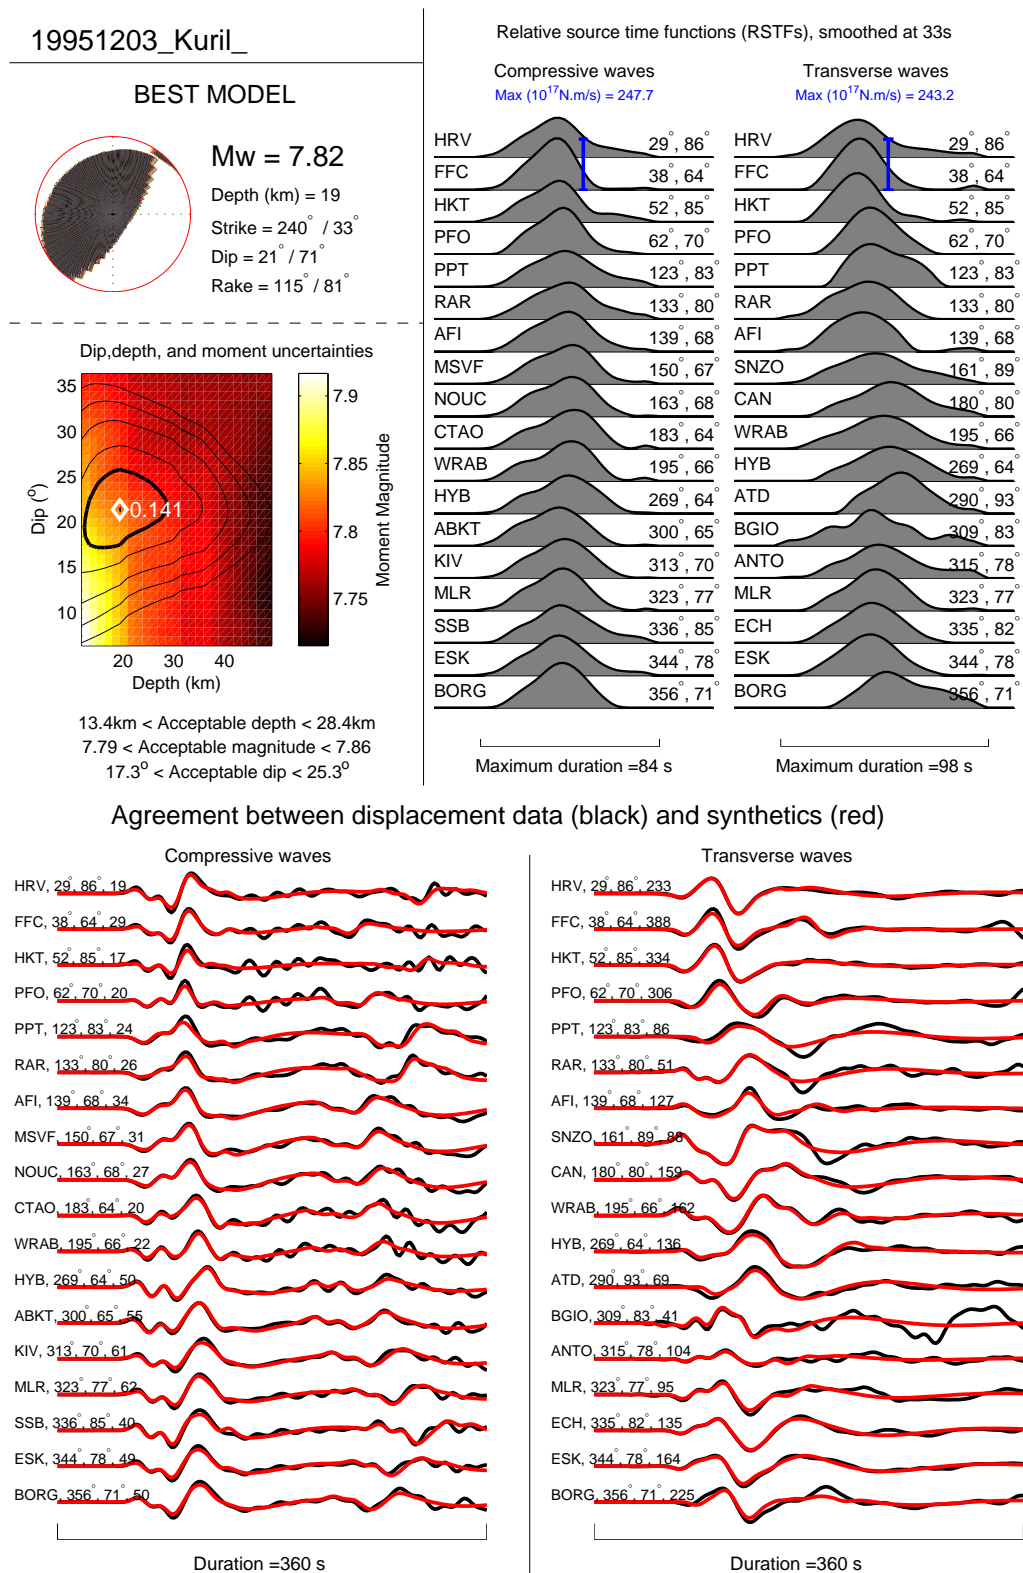 19951203_Kuril_
BEST MODEL
Mw = 7.82
Depth (km) = 19
Strike = 240° / 33°
Dip = 21° / 71°
Rake = 115° / 81°
Dip,depth, and moment uncertainties
35
30
25
20
15
10
Dip (°)
0.141
20 30 40
Depth (km)
7.9
7.85
7.8
7.75
Moment Magnitude
13.4km < Acceptable depth < 28.4km
7.79 < Acceptable magnitude < 7.86
17.3° < Acceptable dip < 25.3°
Relative source time functions (RSTFs), smoothed at 33s
Compressive waves
Max (10^17 N.m/s) = 247.7
HRV 29°, 86°
FFC 38°, 64°
HKT 52°, 85°
PFO 62°, 70°
PPT 123°, 83°
RAR 133°, 80°
AFI 139°, 68°
MSVF 150°, 67°
NOUC 163°, 68°
CTAO 183°, 64°
WRAB 195°, 66°
HYB 269°, 64°
ABKT 300°, 65°
KIV 313°, 70°
MLR 323°, 77°
SSB 336°, 85°
ESK 344°, 78°
BORG 356°, 71°
Maximum duration =84 s
Transverse waves
Max (10^17 N.m/s) = 243.2
HRV 29°, 86°
FFC 38°, 64°
HKT 52°, 85°
PFO 62°, 70°
PPT 123°, 83°
RAR 133°, 80°
AFI 139°, 68°
SNZO 161°, 89°
CAN 180°, 80°
WRAB 195°, 66°
HYB 269°, 64°
ATD 290°, 93°
BGIO 309°, 83°
ANTO 315°, 78°
MLR 323°, 77°
ECH 335°, 82°
ESK 344°, 78°
BORG 356°, 71°
Maximum duration =98 s
Agreement between displacement data (black) and synthetics (red)
Compressive waves
HRV, 29°, 86°, 19
FFC, 38°, 64°, 29
HKT, 52°, 85°, 17
PFO, 62°, 70°, 20
PPT, 123°, 83°, 24
RAR, 133°, 80°, 26
AFI, 139°, 68°, 34
MSVF, 150°, 67°, 31
NOUC, 163°, 68°, 27
CTAO, 183°, 64°, 20
WRAB, 195°, 66°, 22
HYB, 269°, 64°, 50
ABKT, 300°, 65°, 55
KIV, 313°, 70°, 61
MLR, 323°, 77°, 62
SSB, 336°, 85°, 40
ESK, 344°, 78°, 49
BORG, 356°, 71°, 50
Duration =360 s
Transverse waves
HRV, 29°, 86°, 233
FFC, 38°, 64°, 388
HKT, 52°, 85°, 334
PFO, 62°, 70°, 306
PPT, 123°, 83°, 86
RAR, 133°, 80°, 51
AFI, 139°, 68°, 127
SNZO, 161°, 89°, 88
CAN, 180°, 80°, 159
WRAB, 195°, 66°, 162
HYB, 269°, 64°, 136
ATD, 290°, 93°, 69
BGIO, 309°, 83°, 41
ANTO, 315°, 78°, 104
MLR, 323°, 77°, 95
ECH, 335°, 82°, 135
ESK, 344°, 78°, 164
BORG, 356°, 71°, 225
Duration =360 s